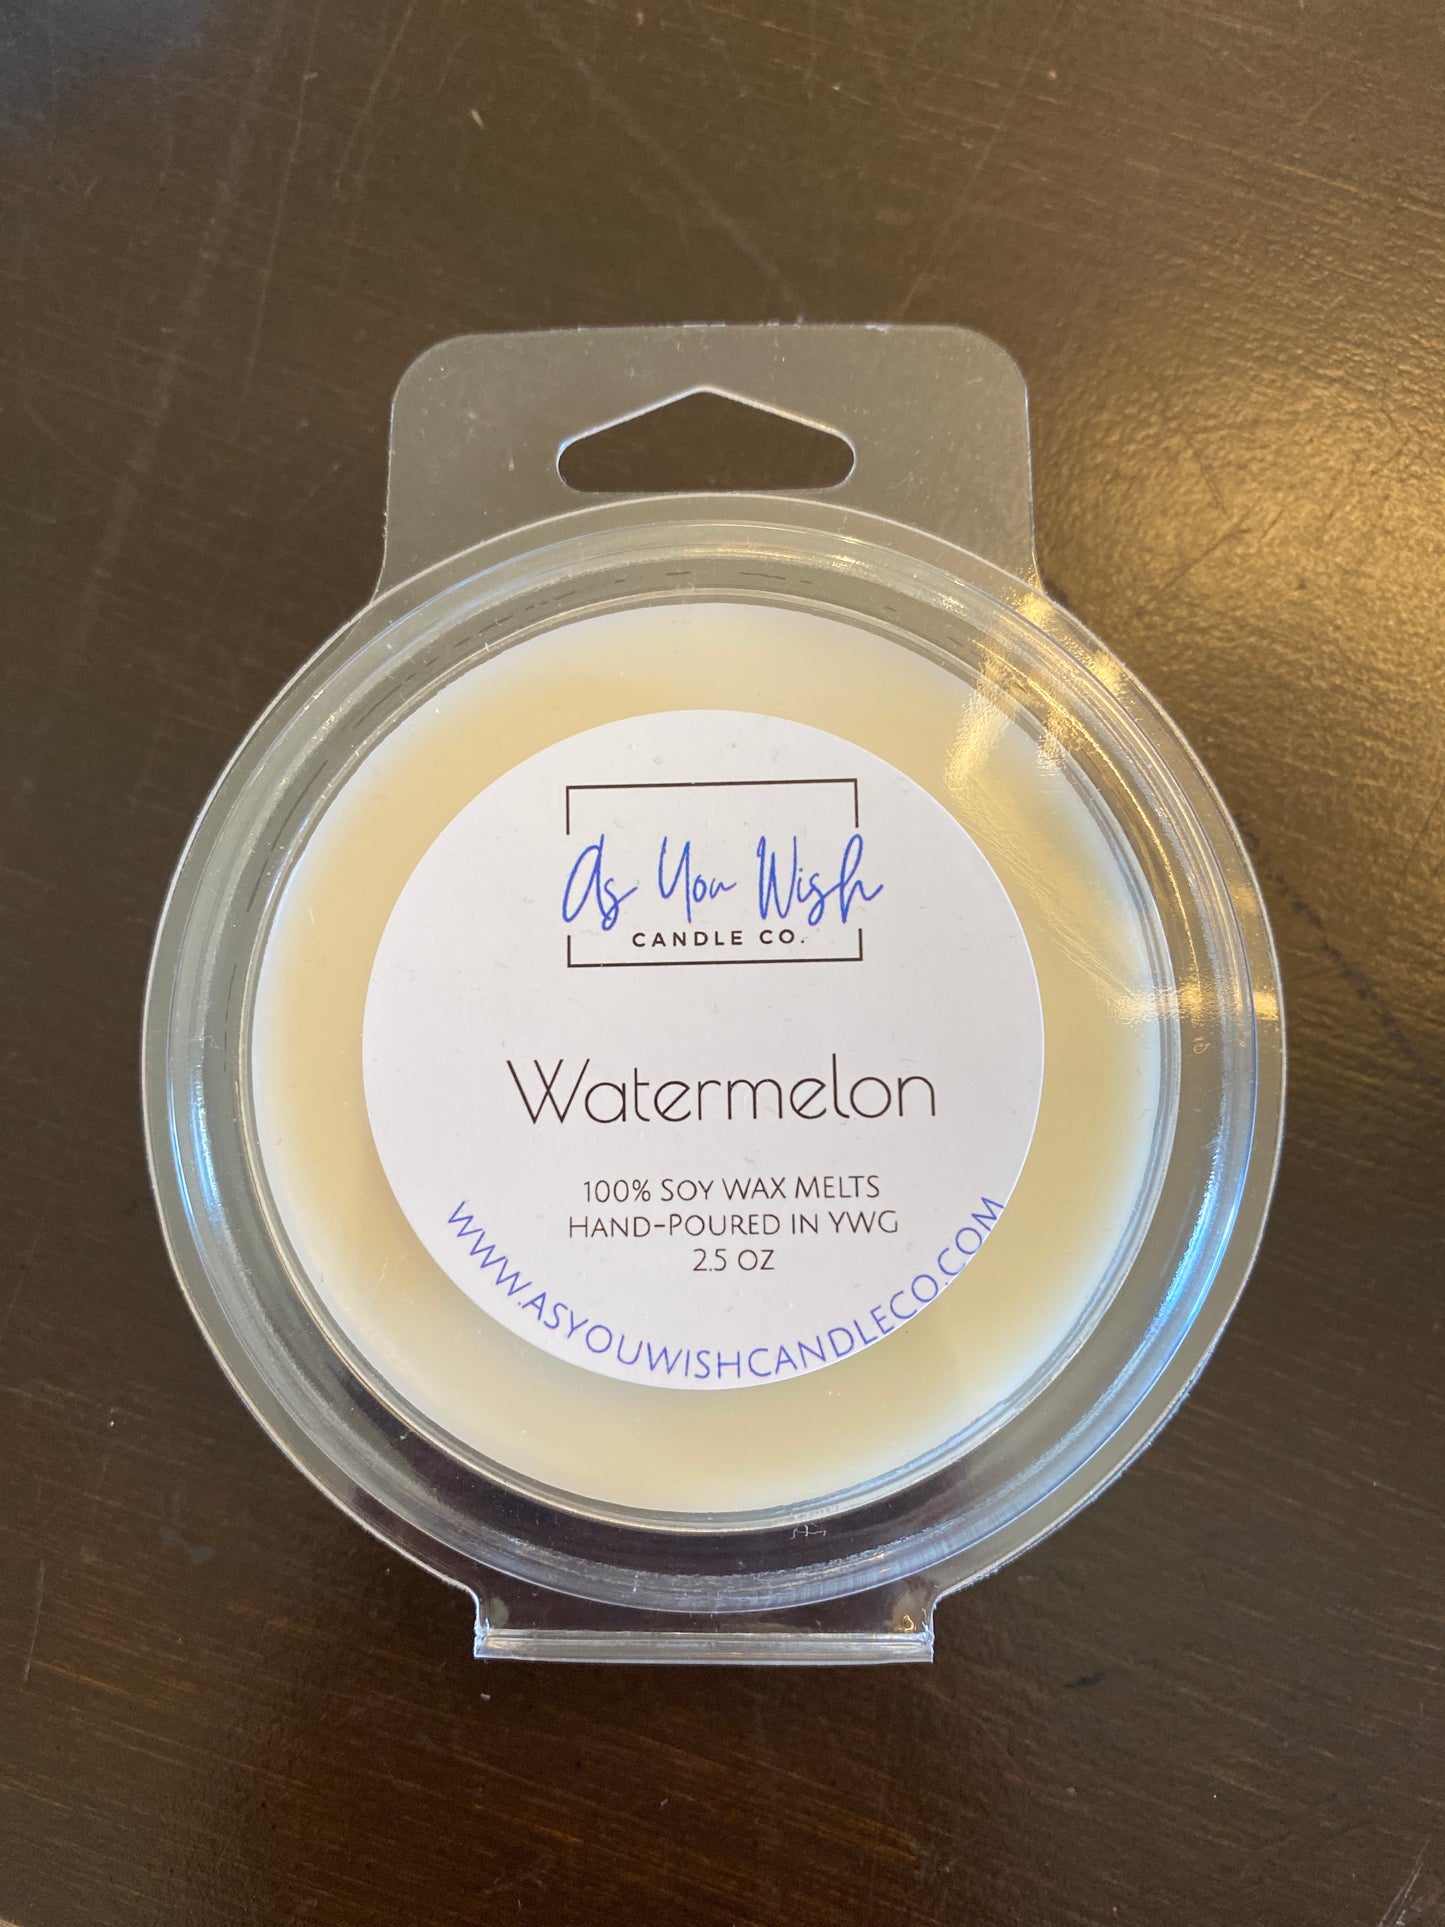 As You Wish
CANDLE CO.
Watermelon
100% SOY WAX MELTS
HAND-POURED IN YWG
2.5 OZ
WWW.ASYOUWISHCANDLECO.COM